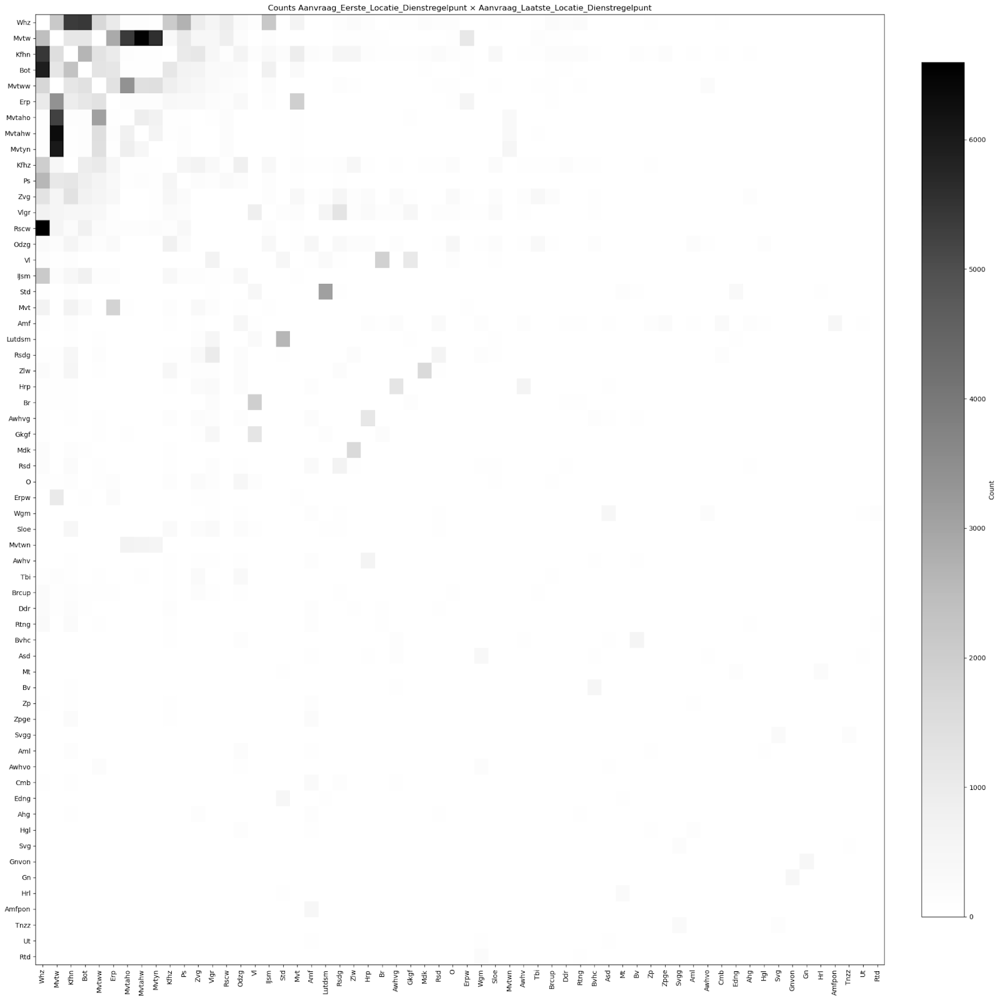 Counts Aanvraag_Eerste_Locatie_Dienstregelpunt × Aanvraag_Laatste_Locatie_Dienstregelpunt
Whz
Mvtw
Kfhn
Bot
Mvtww
Erp
Mvtaho
Mvtahw
Mvtyn
Kfhz
Ps
Zvg
Vlgr
Rscw
Odzg
Vl
IJsm
Std
Mvt
Amf
Lutdsm
Rsdg
Zlw
Hrp
Br
Awhvg
Gkgf
Mdk
Rsd
O
Erpw
Wgm
Sloe
Mvtwn
Awhv
Tbi
Brcup
Ddr
Rtng
Bvhc
Asd
Mt
Bv
Zp
Zpge
Svgg
Aml
Awhvo
Cmb
Edng
Ahg
Hgl
Svg
Gnvon
Gn
Hrl
Amfpon
Tnzz
Ut
Rtd
Whz
Mvtw
Kfhn
Bot
Mvtww
Erp
Mvtaho
Mvtahw
Mvtyn
Kfhz
Ps
Zvg
Vlgr
Rscw
Odzg
Vl
IJsm
Std
Mvt
Amf
Lutdsm
Rsdg
Zlw
Hrp
Br
Awhvg
Gkgf
Mdk
Rsd
O
Erpw
Wgm
Sloe
Mvtwn
Awhv
Tbi
Brcup
Ddr
Rtng
Bvhc
Asd
Mt
Bv
Zp
Zpge
Svgg
Aml
Awhvo
Cmb
Edng
Ahg
Hgl
Svg
Gnvon
Gn
Hrl
Amfpon
Tnzz
Ut
Rtd
6000
5000
4000
3000
2000
1000
0
Count